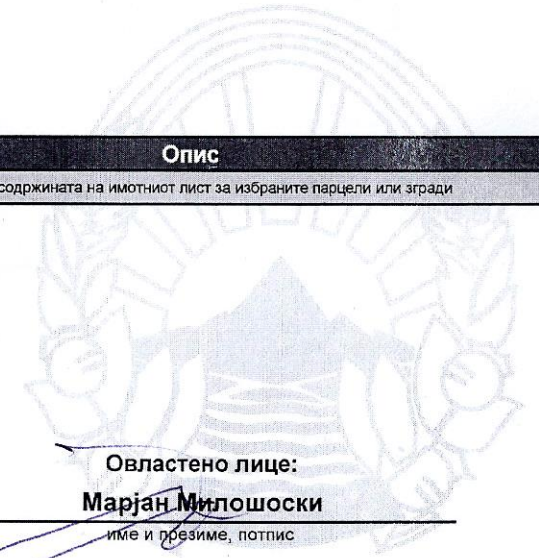 Опис
содржината на имотниот лист за избраните парцели или згради
Овластено лице:
Марјан Милошоски
име и презиме, потпис